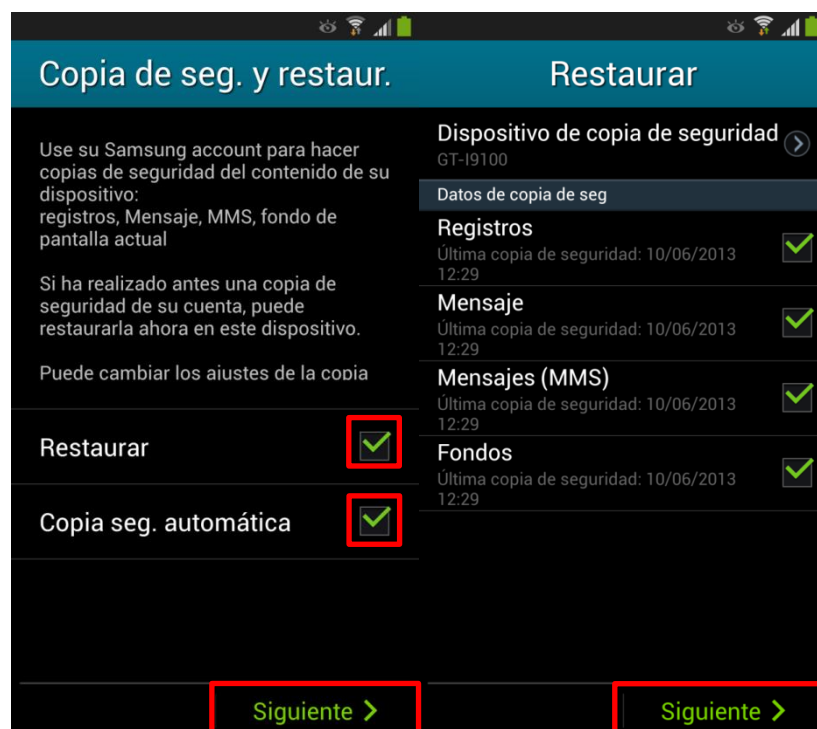 Copia de seg. y restaur.
Use su Samsung account para hacer
copias de seguridad del contenido de su
dispositivo:
registros, Mensaje, MMS, fondo de
pantalla actual
Si ha realizado antes una copia de
seguridad de su cuenta, puede
restaurarla ahora en este dispositivo.
Puede cambiar los ajustes de la copia
Restaurar
Copia seg. automática
Siguiente
Restaurar
Dispositivo de copia de seguridad
GT-I9100
Datos de copia de seg
Registros
Última copia de seguridad: 10/06/2013
12:29
Mensaje
Última copia de seguridad: 10/06/2013
12:29
Mensajes (MMS)
Última copia de seguridad: 10/06/2013
12:29
Fondos
Última copia de seguridad: 10/06/2013
12:29
Siguiente